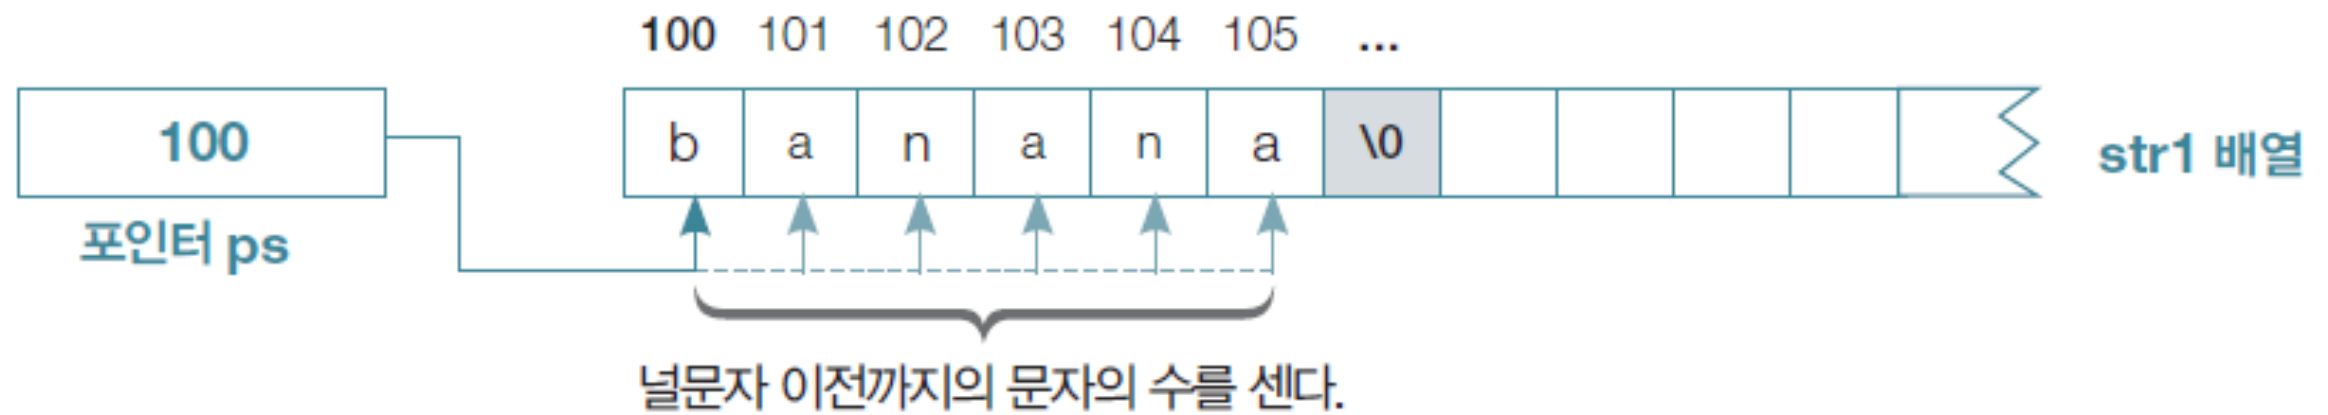 100 101 102 103 104 105 ...
100
b a n a n a \0
str1 배열
포인터 ps
널문자 이전까지의 문자의 수를 센다.